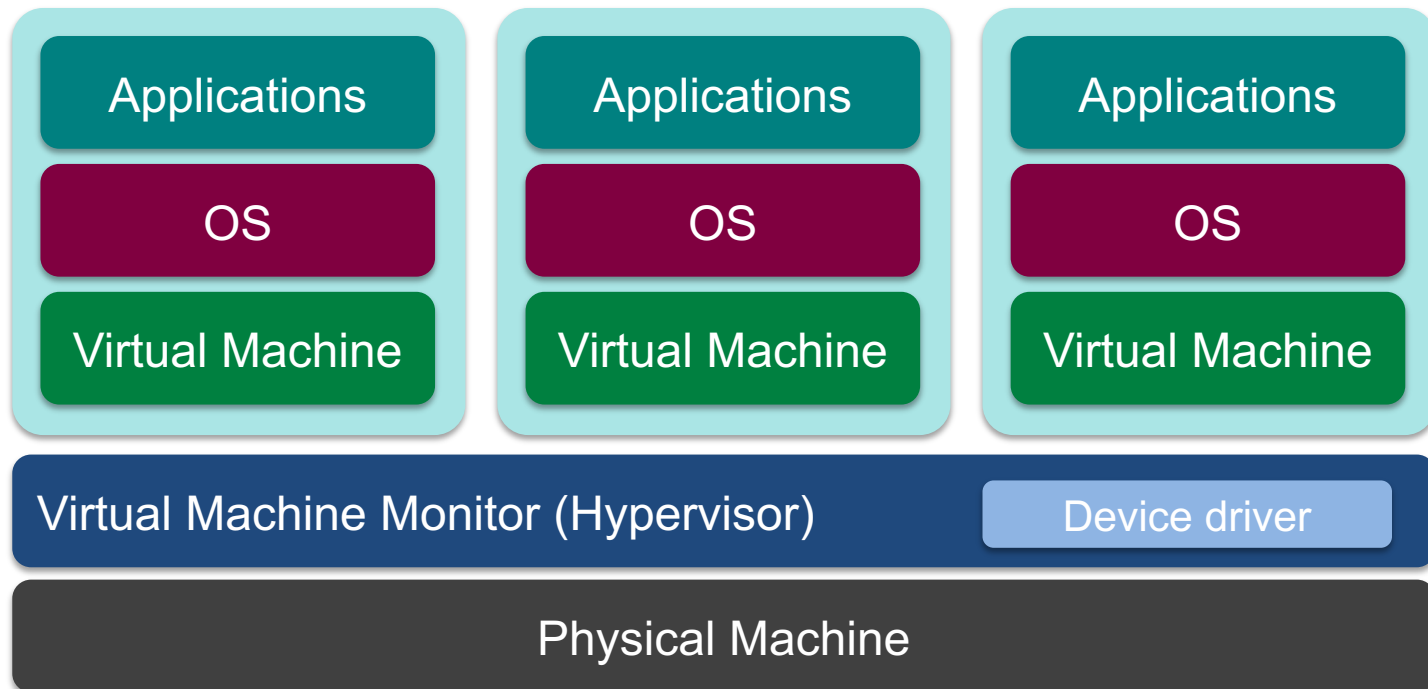 Applications
Applications
Applications
OS
OS
OS
Virtual Machine
Virtual Machine
Virtual Machine
Virtual Machine Monitor (Hypervisor)
Device driver
Physical Machine